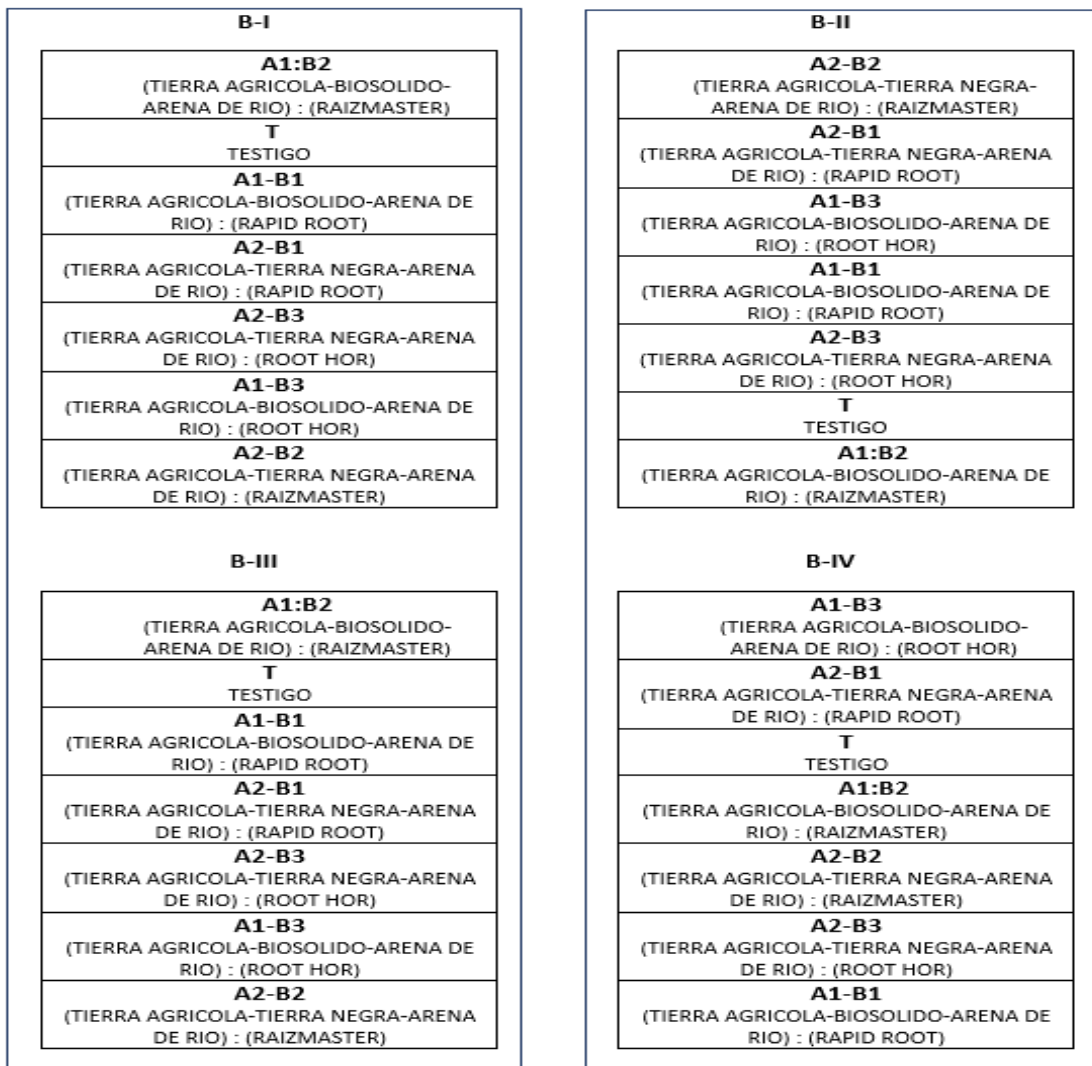 B-I
A1:B2
(TIERRA AGRICOLA-BIOSOLIDO-
ARENA DE RIO) : (RAIZMASTER)
T
TESTIGO
A1-B1
(TIERRA AGRICOLA-BIOSOLIDO-ARENA DE
RIO) : (RAPID ROOT)
A2-B1
(TIERRA AGRICOLA-TIERRA NEGRA-ARENA
DE RIO) : (RAPID ROOT)
A2-B3
(TIERRA AGRICOLA-TIERRA NEGRA-ARENA
DE RIO) : (ROOT HOR)
A1-B3
(TIERRA AGRICOLA-BIOSOLIDO-ARENA DE
RIO) : (ROOT HOR)
A2-B2
(TIERRA AGRICOLA-TIERRA NEGRA-ARENA
DE RIO) : (RAIZMASTER)
B-II
A2-B2
(TIERRA AGRICOLA-TIERRA NEGRA-
ARENA DE RIO) : (RAIZMASTER)
A2-B1
(TIERRA AGRICOLA-TIERRA NEGRA-ARENA
DE RIO) : (RAPID ROOT)
A1-B3
(TIERRA AGRICOLA-BIOSOLIDO-ARENA DE
RIO) : (ROOT HOR)
A1-B1
(TIERRA AGRICOLA-BIOSOLIDO-ARENA DE
RIO) : (RAPID ROOT)
A2-B3
(TIERRA AGRICOLA-TIERRA NEGRA-ARENA
DE RIO) : (ROOT HOR)
T
TESTIGO
A1:B2
(TIERRA AGRICOLA-BIOSOLIDO-ARENA DE
RIO) : (RAIZMASTER)
B-III
A1:B2
(TIERRA AGRICOLA-BIOSOLIDO-
ARENA DE RIO) : (RAIZMASTER)
T
TESTIGO
A1-B1
(TIERRA AGRICOLA-BIOSOLIDO-ARENA DE
RIO) : (RAPID ROOT)
A2-B1
(TIERRA AGRICOLA-TIERRA NEGRA-ARENA
DE RIO) : (RAPID ROOT)
A2-B3
(TIERRA AGRICOLA-TIERRA NEGRA-ARENA
DE RIO) : (ROOT HOR)
A1-B3
(TIERRA AGRICOLA-BIOSOLIDO-ARENA DE
RIO) : (ROOT HOR)
A2-B2
(TIERRA AGRICOLA-TIERRA NEGRA-ARENA
DE RIO) : (RAIZMASTER)
B-IV
A1-B3
(TIERRA AGRICOLA-BIOSOLIDO-
ARENA DE RIO) : (ROOT HOR)
A2-B1
(TIERRA AGRICOLA-TIERRA NEGRA-ARENA
DE RIO) : (RAPID ROOT)
T
TESTIGO
A1:B2
(TIERRA AGRICOLA-BIOSOLIDO-ARENA DE
RIO) : (RAIZMASTER)
A2-B2
(TIERRA AGRICOLA-TIERRA NEGRA-ARENA
DE RIO) : (RAIZMASTER)
A2-B3
(TIERRA AGRICOLA-TIERRA NEGRA-ARENA
DE RIO) : (ROOT HOR)
A1-B1
(TIERRA AGRICOLA-BIOSOLIDO-ARENA DE
RIO) : (RAPID ROOT)